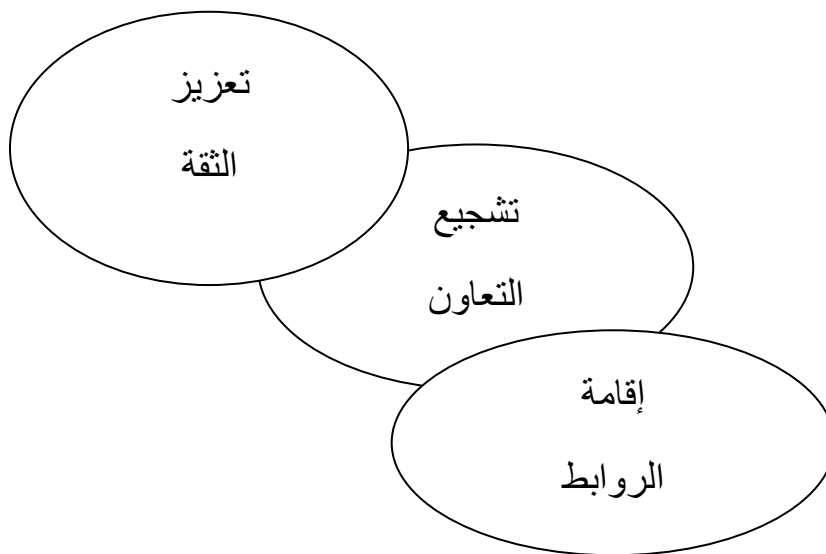 تعزيز
الثقة
تشجيع
التعاون
إقامة
الروابط